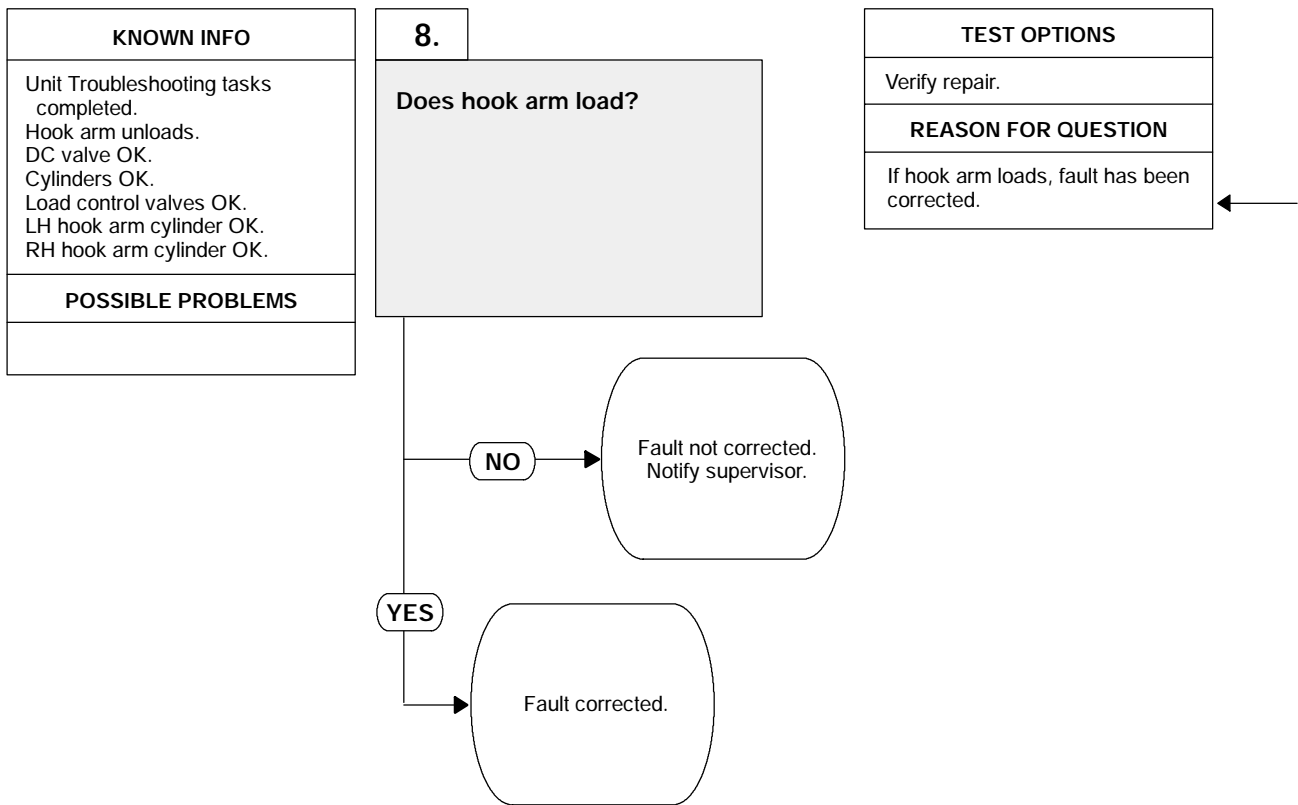 KNOWN INFO
Unit Troubleshooting tasks
completed.
Hook arm unloads.
DC valve OK.
Cylinders OK.
Load control valves OK.
LH hook arm cylinder OK.
RH hook arm cylinder OK.
POSSIBLE PROBLEMS
8.
Does hook arm load?
TEST OPTIONS
Verify repair.
REASON FOR QUESTION
If hook arm loads, fault has been
corrected.
NO
Fault not corrected.
Notify supervisor.
YES
Fault corrected.